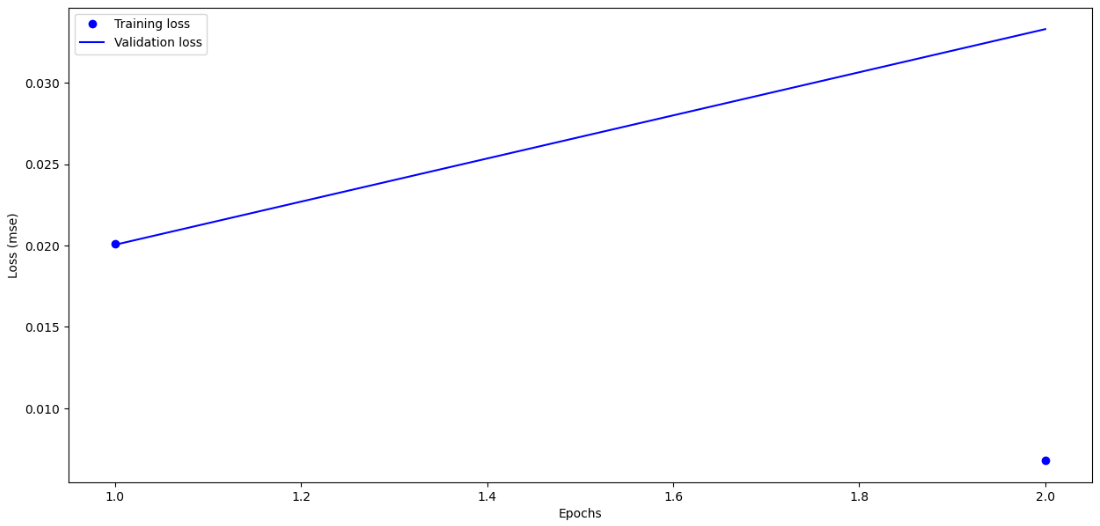 Training loss
Validation loss
0.030
0.025
0.020
0.015
0.010
Loss (mse)
1.0 1.2 1.4 1.6 1.8 2.0
Epochs